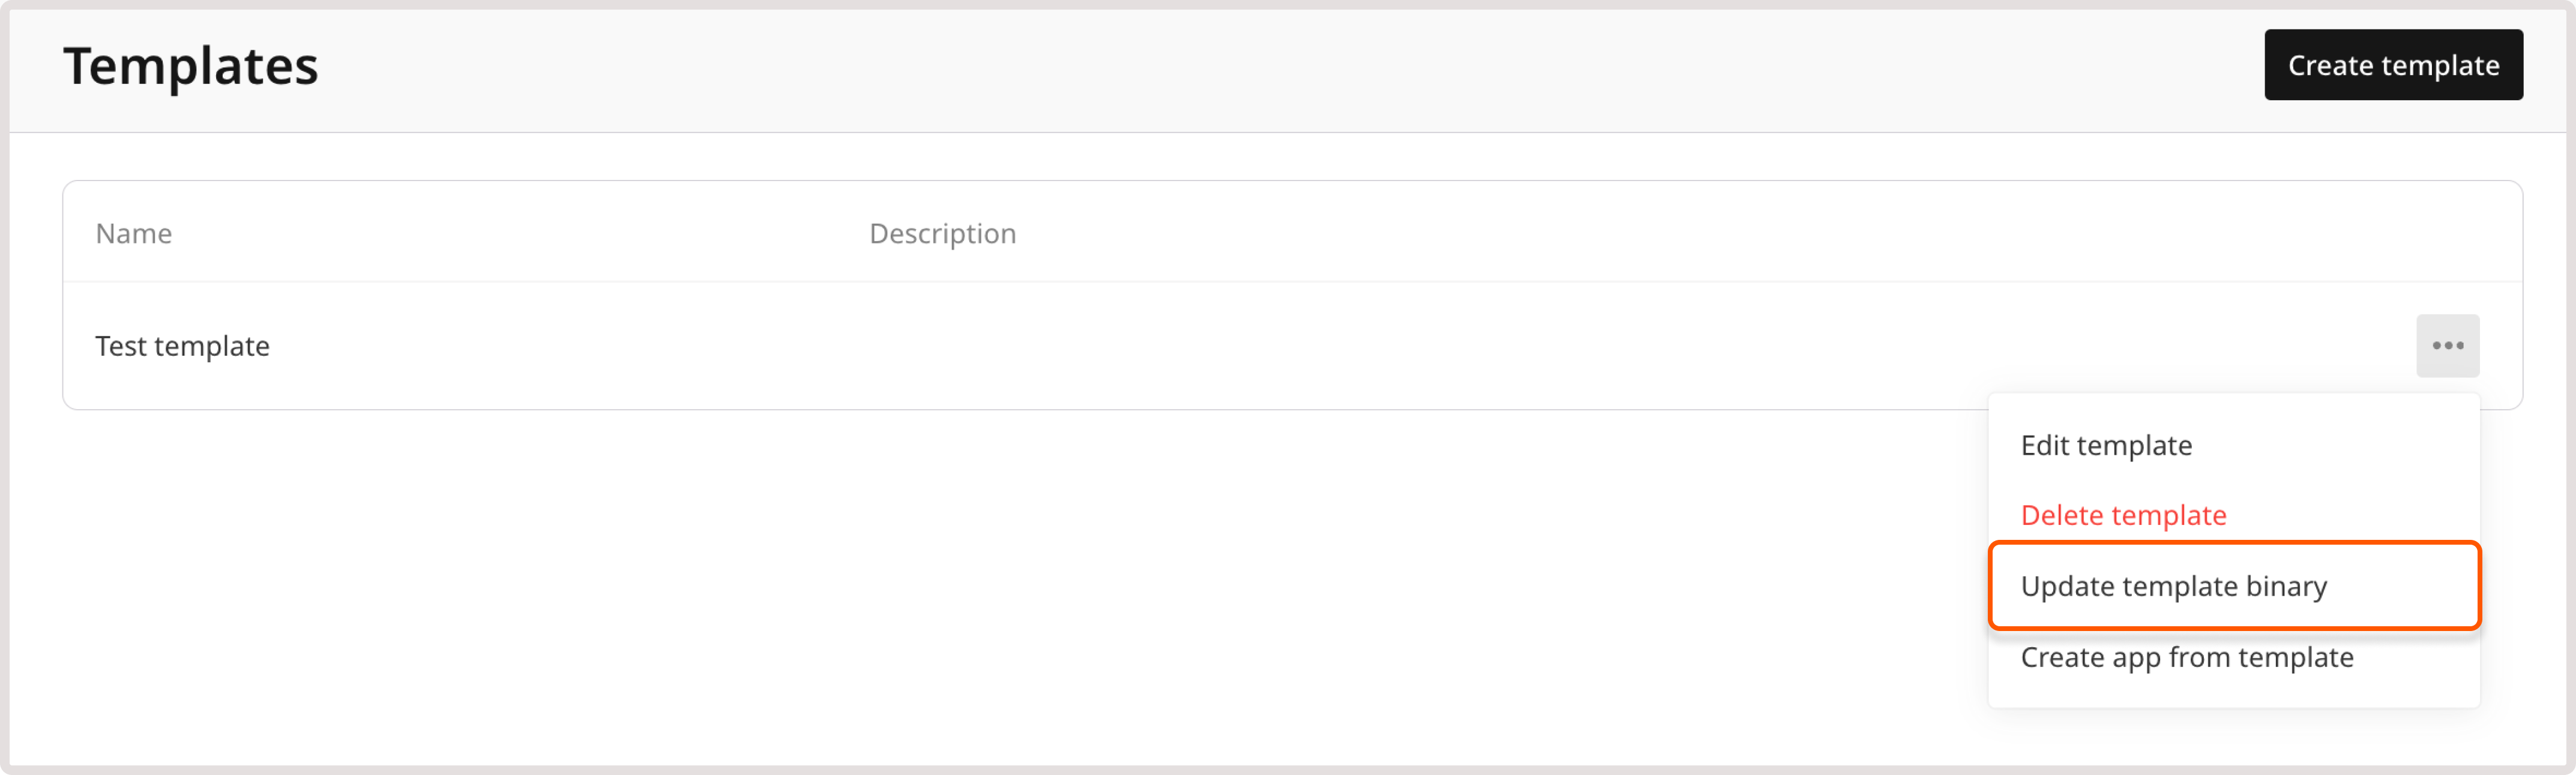 Templates
Create template
Name
Description
Test template
Edit template
Delete template
Update template binary
Create app from template